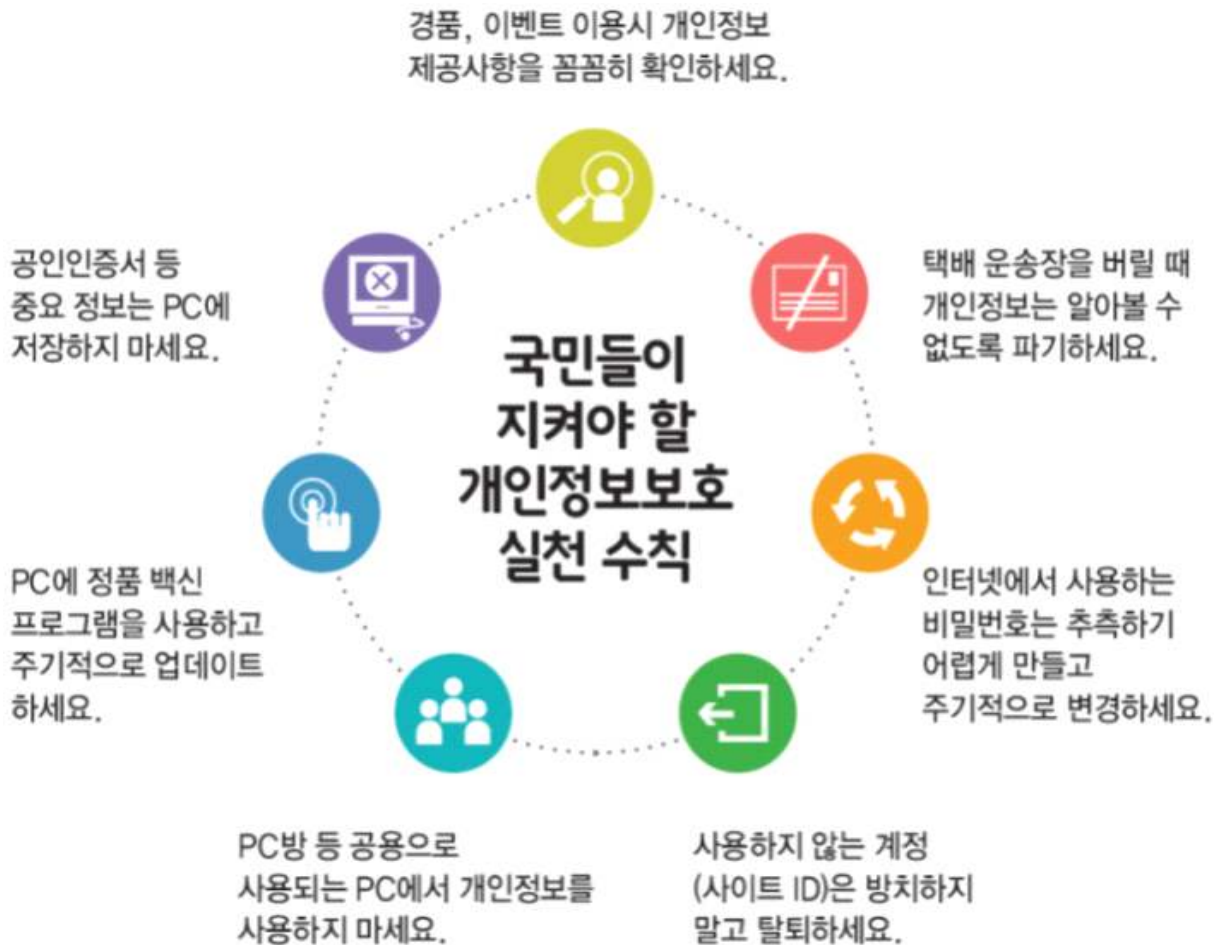 경품, 이벤트 이용시 개인정보
제공사항을 꼼꼼히 확인하세요.
택배 운송장을 버릴 때
개인정보는 알아볼 수
없도록 파기하세요.
인터넷에서 사용하는
비밀번호는 추측하기
어렵게 만들고
주기적으로 변경하세요.
사용하지 않는 계정
(사이트 ID)은 방치하지
말고 탈퇴하세요.
PC방 등 공용으로
사용되는 PC에서 개인정보를
사용하지 마세요.
PC에 정품 백신
프로그램을 사용하고
주기적으로 업데이트
하세요.
공인인증서 등
중요 정보는 PC에
저장하지 마세요.
국민들이
지켜야 할
개인정보보호
실천 수칙